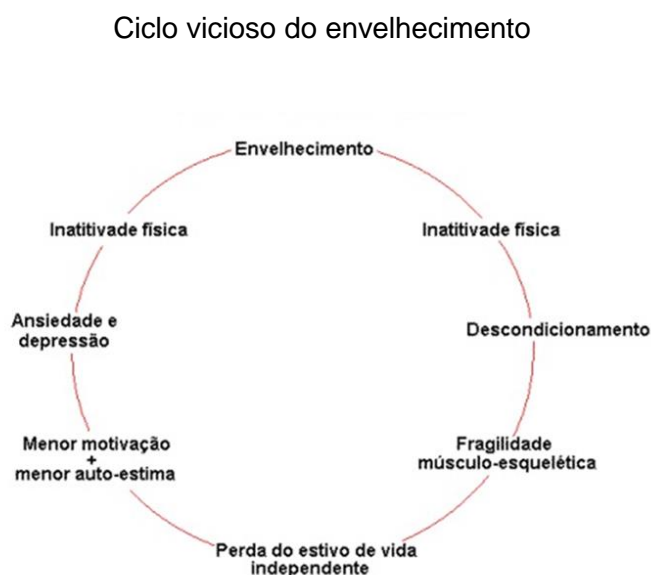 Ciclo vicioso do envelhecimento
Envelhecimento
Inatitivade física
Inatitivade física
Ansiedade e
depressão
Descondicionamento
Menor motivação
+
menor auto-estima
Fragilidade
músculo-esquelética
Perda do estivo de vida
independente